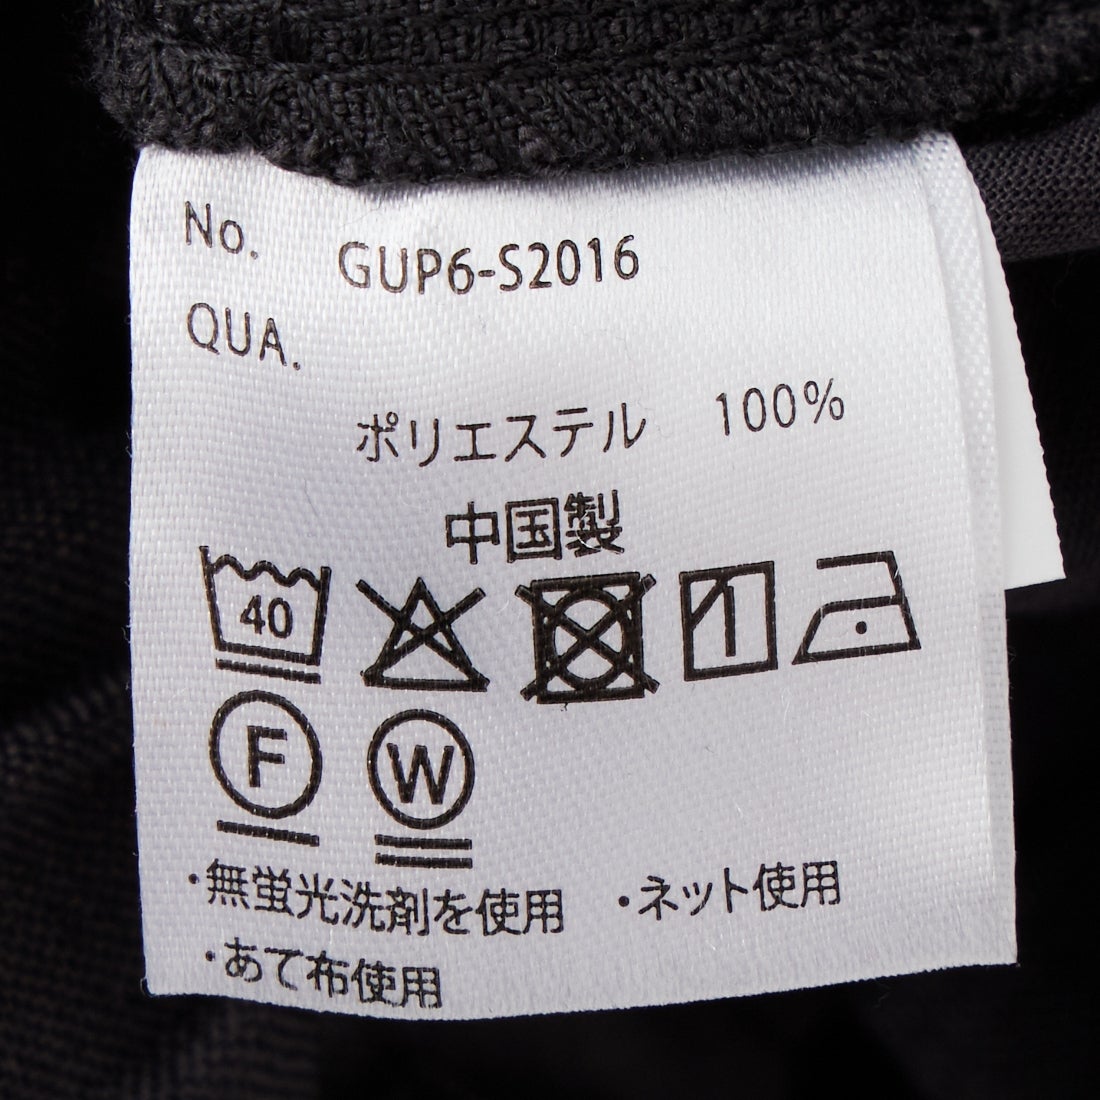 No. GUP6-S2016
QUA.
ポリエステル 100%
中国製
40
F W
・無蛍光洗剤を使用 ・ネット使用
・あて布使用